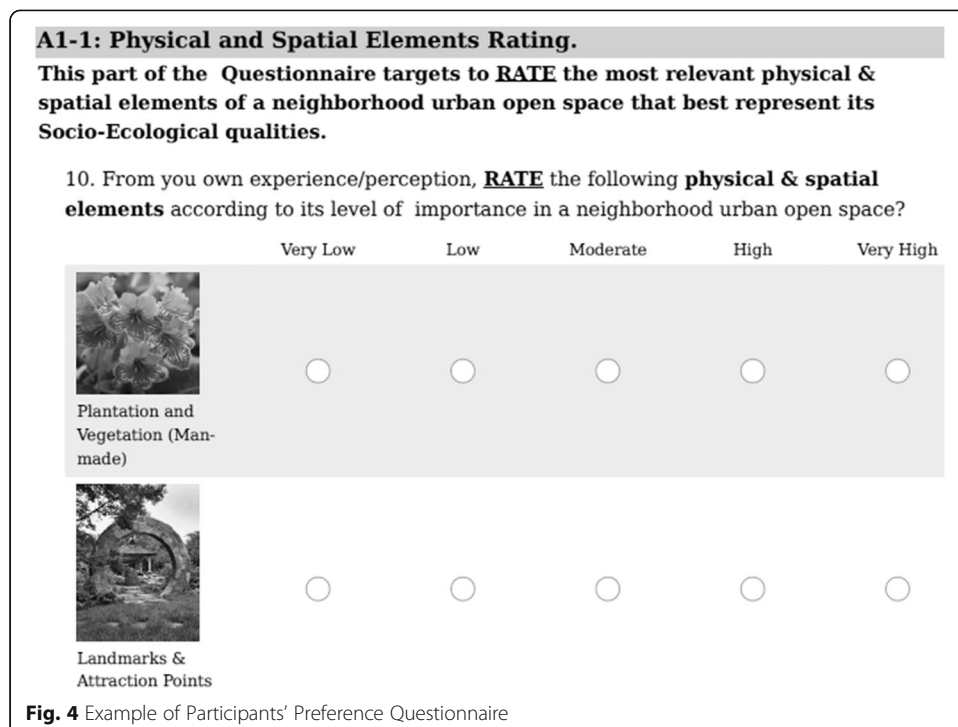 A1-1: Physical and Spatial Elements Rating.
This part of the Questionnaire targets to RATE the most relevant physical &
spatial elements of a neighborhood urban open space that best represent its
Socio-Ecological qualities.
10. From you own experience/perception, RATE the following physical & spatial
elements according to its level of importance in a neighborhood urban open space?
Very Low Low Moderate High Very High
Plantation and
Vegetation (Man-
made)
Landmarks &
Attraction Points
Fig. 4 Example of Participants' Preference Questionnaire